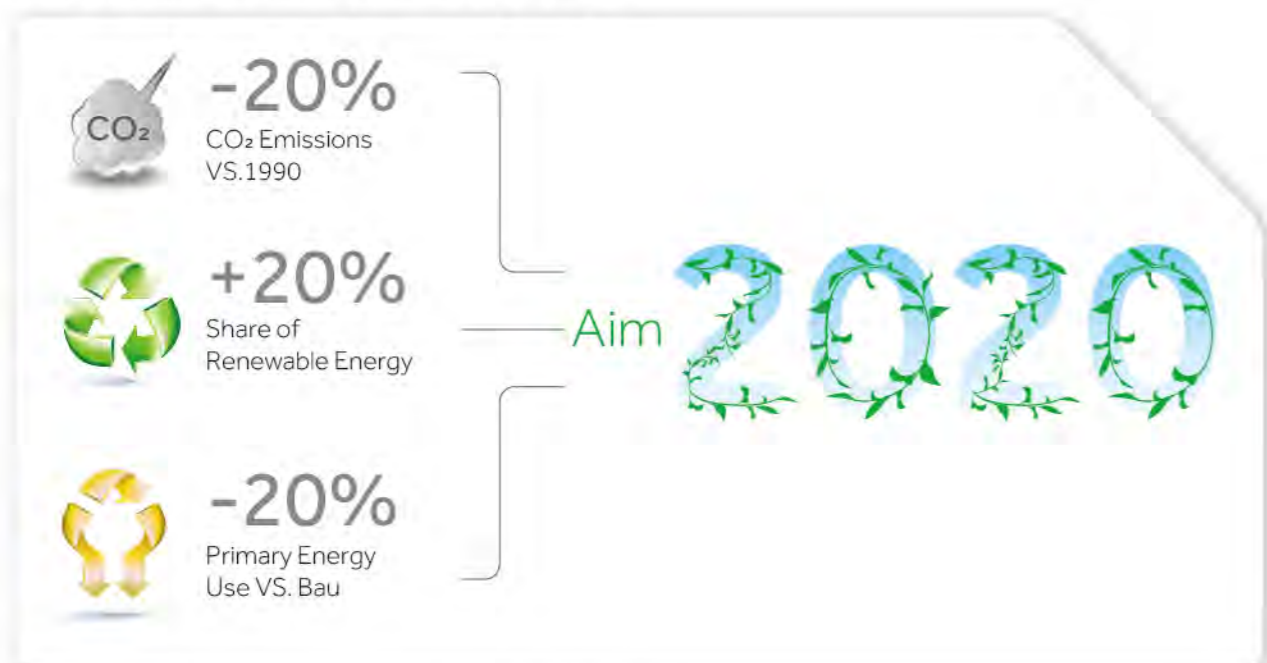 CO₂
-20%
CO₂ Emissions
VS.1990
+20%
Share of
Renewable Energy
-20%
Primary Energy
Use VS. Bau
Aim 2020